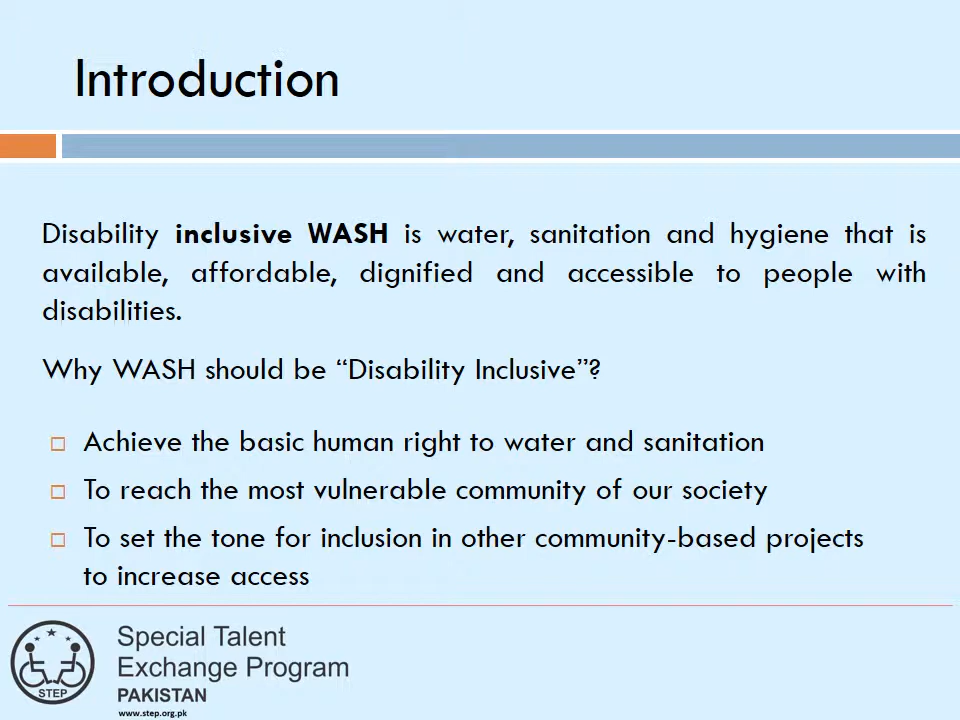 Introduction
Disability inclusive WASH is water, sanitation and hygiene that is
available, affordable, dignified and accessible to people with
disabilities.
Why WASH should be “Disability Inclusive”?
Achieve the basic human right to water and sanitation
To reach the most vulnerable community of our society
To set the tone for inclusion in other community-based projects
to increase access
STEP
Special Talent
Exchange Program
PAKISTAN
www.step.org.pk